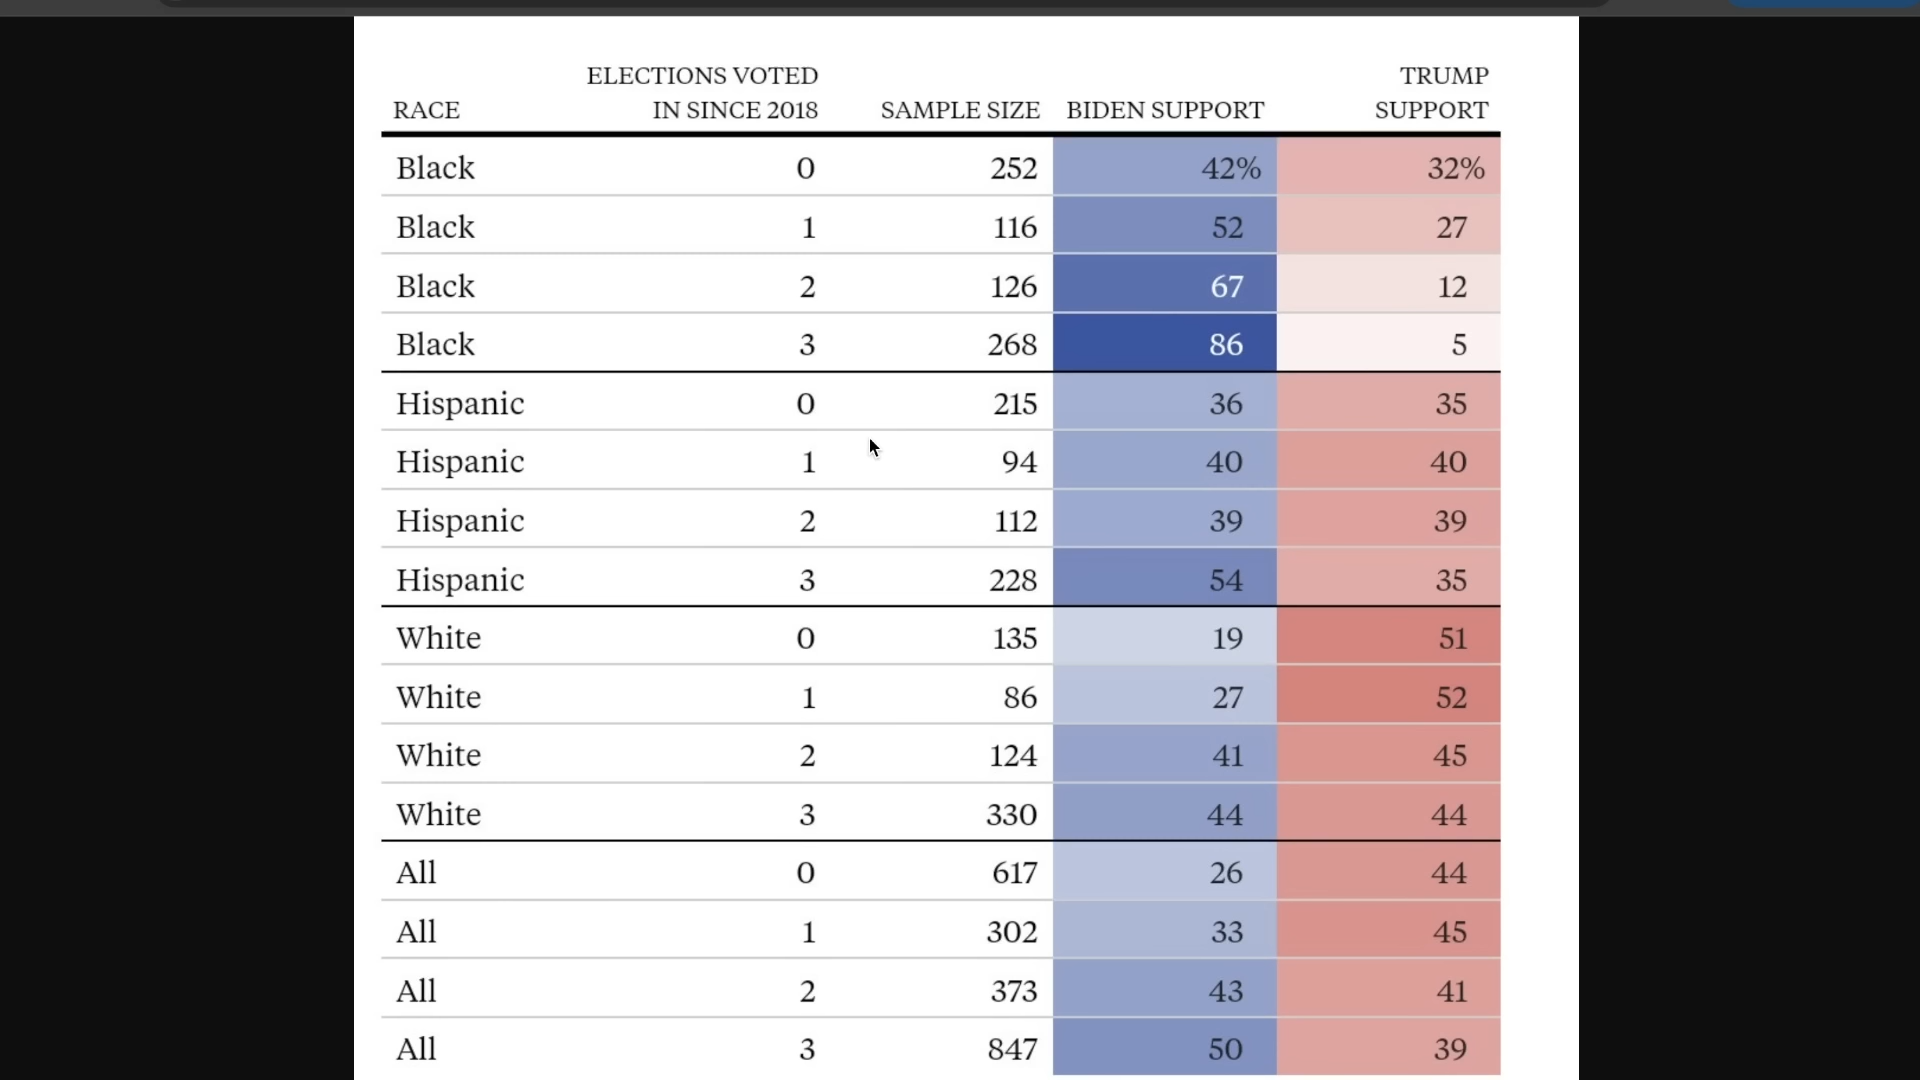 RACE ELECTIONS VOTED IN SINCE 2018 SAMPLE SIZE BIDEN SUPPORT TRUMP SUPPORT
Black 0 252 42% 32%
Black 1 116 52 27
Black 2 126 67 12
Black 3 268 86 5
Hispanic 0 215 36 35
Hispanic 1 94 40 40
Hispanic 2 112 39 39
Hispanic 3 228 54 35
White 0 135 19 51
White 1 86 27 52
White 2 124 41 45
White 3 330 44 44
All 0 617 26 44
All 1 302 33 45
All 2 373 43 41
All 3 847 50 39